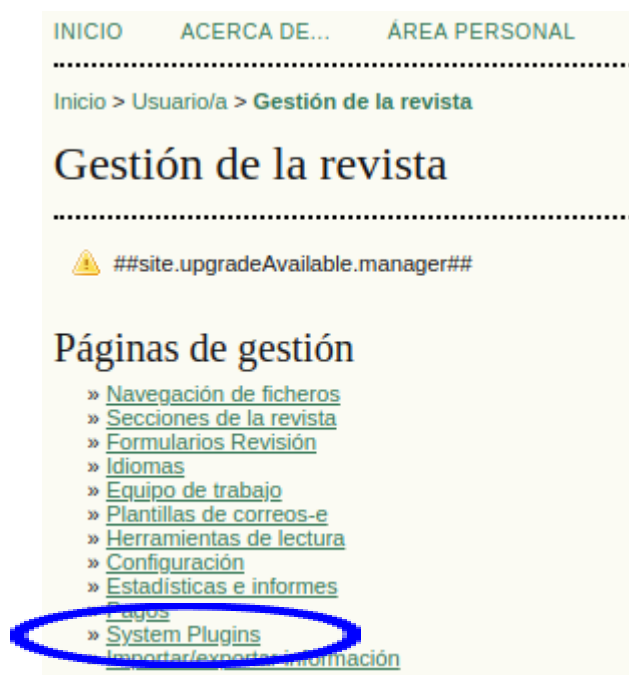 INICIO ACERCA DE... ÁREA PERSONAL
Inicio > Usuario/a > Gestión de la revista
Gestión de la revista
##site.upgradeAvailable.manager##
Páginas de gestión
» Navegación de ficheros
» Secciones de la revista
» Formularios Revisión
» Idiomas
» Equipo de trabajo
» Plantillas de correos-e
» Herramientas de lectura
» Configuración
» Estadísticas e informes
» Pagos
» System Plugins
» Importar/exportar información